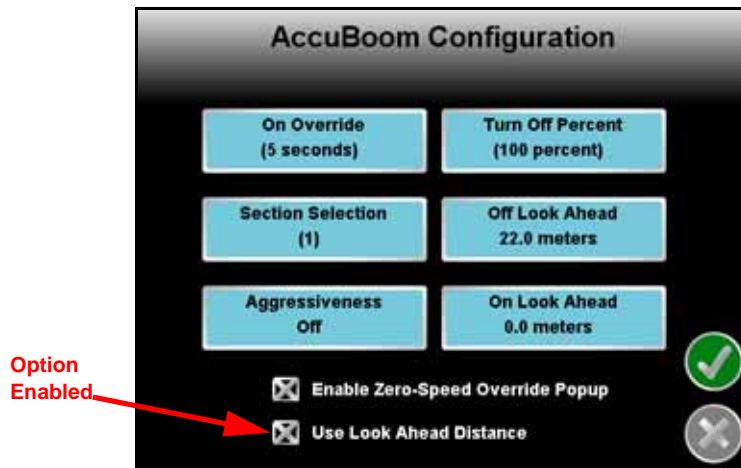 AccuBoom Configuration
On Override
(5 seconds)
Turn Off Percent
(100 percent)
Section Selection
(1)
Off Look Ahead
22.0 meters
Aggressiveness
Off
On Look Ahead
0.0 meters
Option
Enabled
Enable Zero-Speed Override Popup
Use Look Ahead Distance